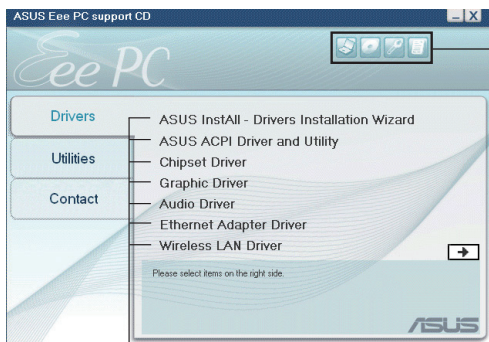 ASUS Eee PC support CD
Eee PC
Drivers
Utilities
Contact
ASUS InstAll - Drivers Installation Wizard
ASUS ACPI Driver and Utility
Chipset Driver
Graphic Driver
Audio Driver
Ethernet Adapter Driver
Wireless LAN Driver
Please select items on the right side.
ASUS